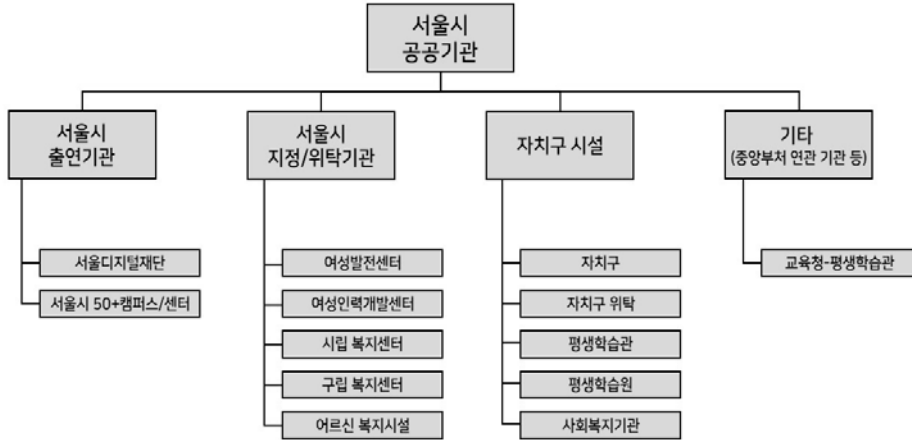 서울시
공공기관
서울시
출연기관
서울디지털재단
서울시 50+캠퍼스/센터
서울시
지정/위탁기관
여성발전센터
여성인력개발센터
시립 복지센터
구립 복지센터
어르신 복지시설
자치구 시설
자치구
자치구 위탁
평생학습관
평생학습원
사회복지기관
기타
(중앙부처 연관 기관 등)
교육청-평생학습관